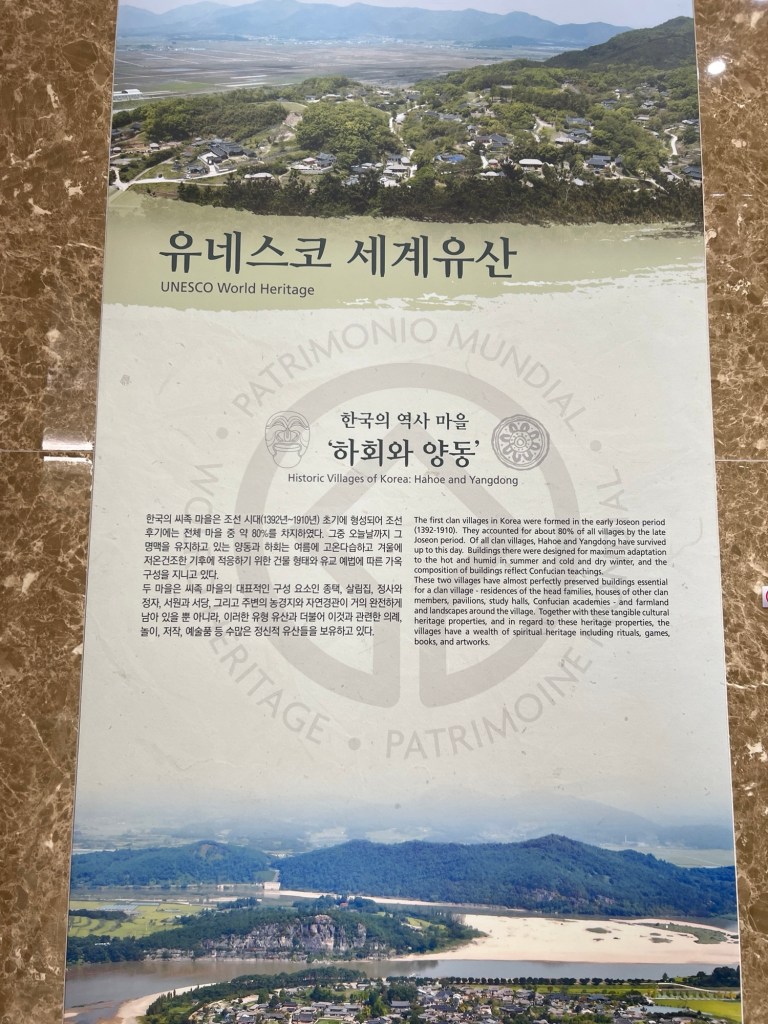 유네스코 세계유산
UNESCO World Heritage
PATRIMONIO MUNDIAL
한국의 역사 마을
'하회와 양동'
Historic Villages of Korea: Hahoe and Yangdong
한국의 씨족 마을은 조선 시대(1392년~1910년) 초기에 형성되어 조선
후기에는 전체 마을 중 약 80%를 차지하였다. 그중 오늘날까지 그
명맥을 유지하고 있는 양동과 하회는 여름에 고온다습하고 겨울에
저온건조한 기후에 적응하기 위한 건물 형태와 유교 예법에 따른 가옥
구성을 지니고 있다.
두 마을은 씨족 마을의 대표적인 구성 요소인 종택, 살림집, 정사와
정자, 서원과 서당, 그리고 주변의 농경지와 자연경관이 거의 완전하게
남아 있을 뿐 아니라, 이러한 유형 유산과 더불어 이것과 관련한 의례,
놀이, 저작, 예술품 등 수많은 정신적 유산들을 보유하고 있다.
The first clan villages in Korea were formed in the early Joseon period
(1392-1910). They accounted for about 80% of all villages by the late
Joseon period. Of all clan villages, Hahoe and Yangdong have survived
up to this day. Buildings there were designed for maximum adaptation
to the hot and humid in summer and cold and dry winter, and the
composition of buildings reflect Confucian teachings.
These two villages have almost perfectly preserved buildings essential
for a clan village - residences of the head families, houses of other clan
members, pavilions, study halls, Confucian academies - and farmland
and landscapes around the village. Together with these tangible cultural
heritage properties, and in regard to these heritage properties, the
villages have a wealth of spiritual heritage including rituals, games,
books, and artworks.
HERITAGE • PATRIMOINE